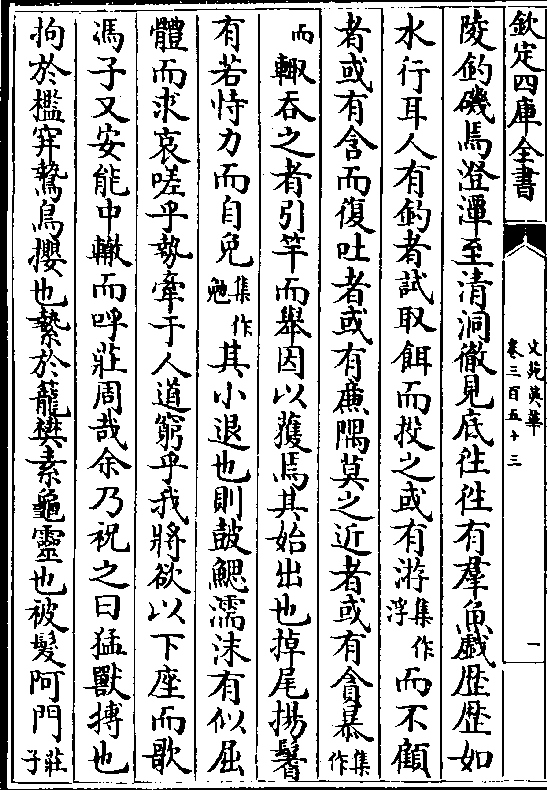 欽定四庫全書
文苑英華
卷三百五十三
一
陵釣磯焉澄潭至清洞徹見底往往有羣魚戲歴歴如
水行耳人有釣者試取餌而投之或有游集作浮而不顧
者或有含而復吐者或有亷隅莫之近者或有貪暴集作
而輙吞之者引竿而舉因以獲焉其始出也掉尾揚鬐
有若恃力而自免集作勉其小退也則鼓鰓濡沫有似屈
體而求哀嗟乎勢牽于人道窮乎我將欲以下座而歌
馮子又安能中轍而呼莊周哉余乃祝之曰猛獸搏也
拘於檻穽鷙鳥攖也縶於籠樊素龜靈也被髮阿門莊子